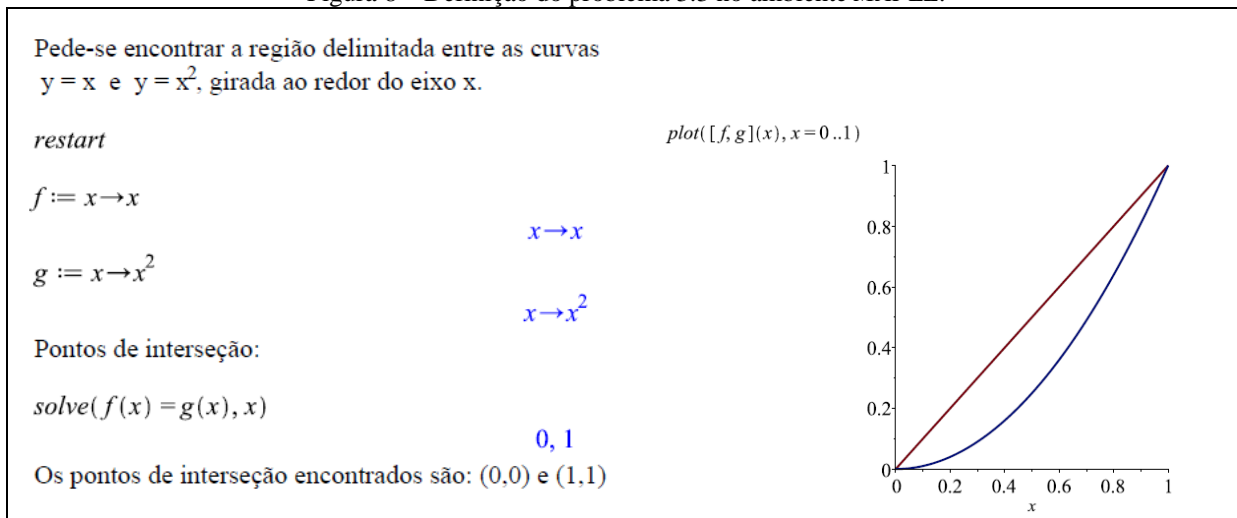 Pede-se encontrar a região delimitada entre as curvas
y = x e y = x², girada ao redor do eixo x.
restart
f := x→x
x→x
g := x→x²
x→x²
Pontos de interseção:
solve(f(x) = g(x), x)
0, 1
Os pontos de interseção encontrados são: (0,0) e (1,1)
plot([f, g](x), x = 0 ..1)
1
0.8
0.6
0.4
0.2
0
0 0.2 0.4 0.6 0.8 1
x